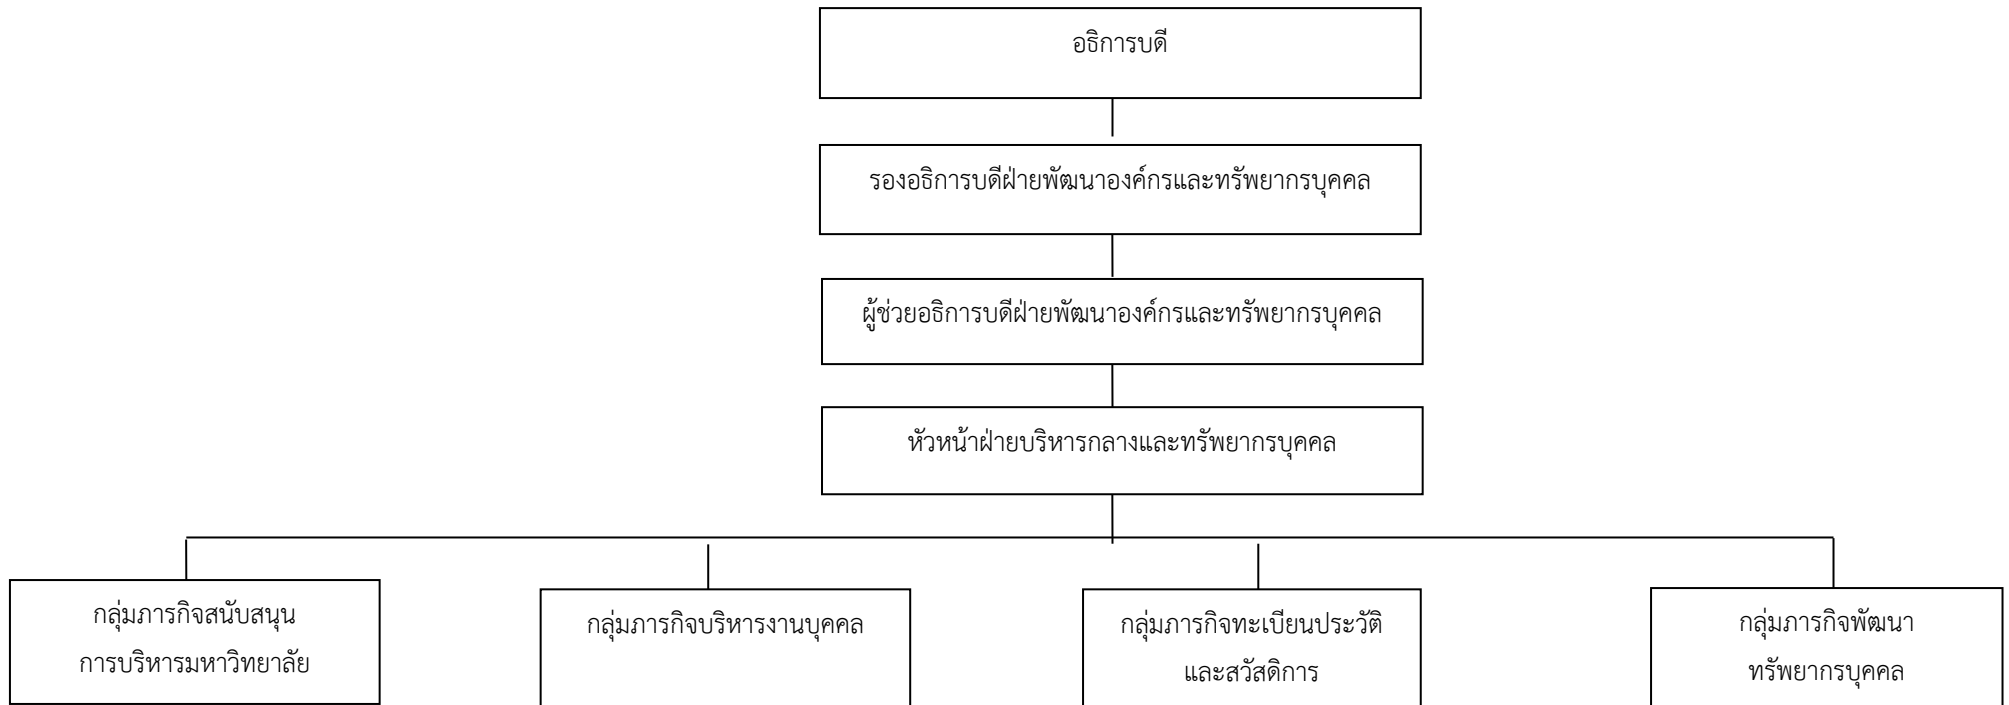 อธิการบดี
รองอธิการบดีฝ่ายพัฒนาองค์กรและทรัพยากรบุคคล
ผู้ช่วยอธิการบดีฝ่ายพัฒนาองค์กรและทรัพยากรบุคคล
หัวหน้าฝ่ายบริหารกลางและทรัพยากรบุคคล
กลุ่มภารกิจสนับสนุน
การบริหารมหาวิทยาลัย
กลุ่มภารกิจบริหารงานบุคคล
กลุ่มภารกิจทะเบียนประวัติ
และสวัสดิการ
กลุ่มภารกิจพัฒนา
ทรัพยากรบุคคล